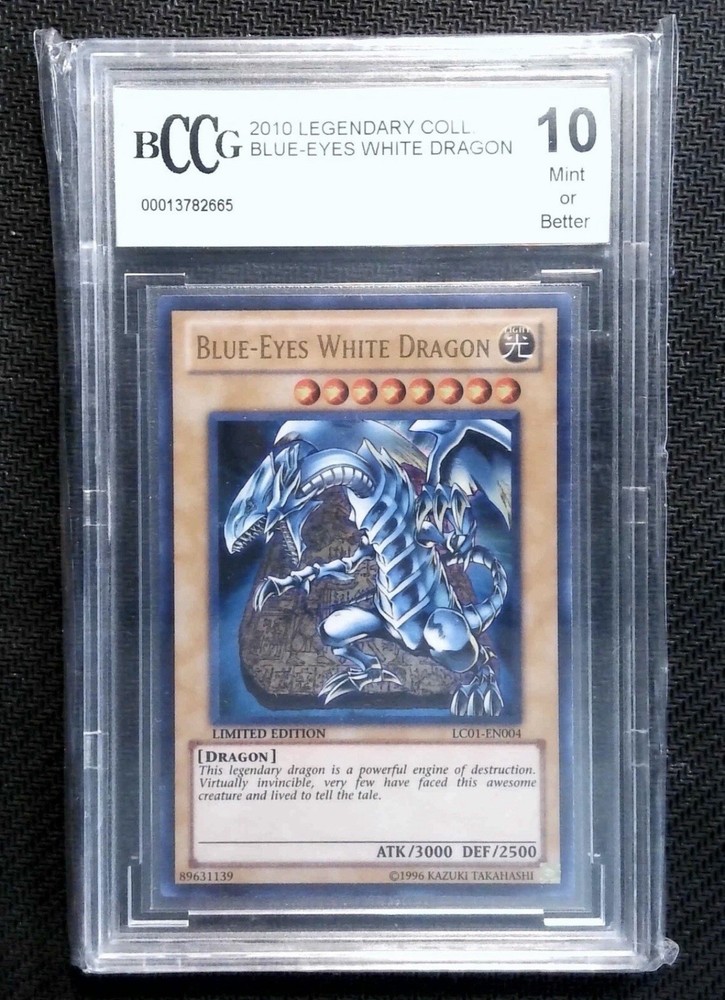 BCCG
2010 LEGENDARY COLL.
BLUE-EYES WHITE DRAGON
00013782665
10
Mint
or
Better
BLUE-EYES WHITE DRAGON
LIGHT
光
LIMITED EDITION
LC01-EN004
[DRAGON]
This legendary dragon is a powerful engine of destruction.
Virtually invincible, very few have faced this awesome
creature and lived to tell the tale.
ATK/3000 DEF/2500
89631139
©1996 KAZUKI TAKAHASHI